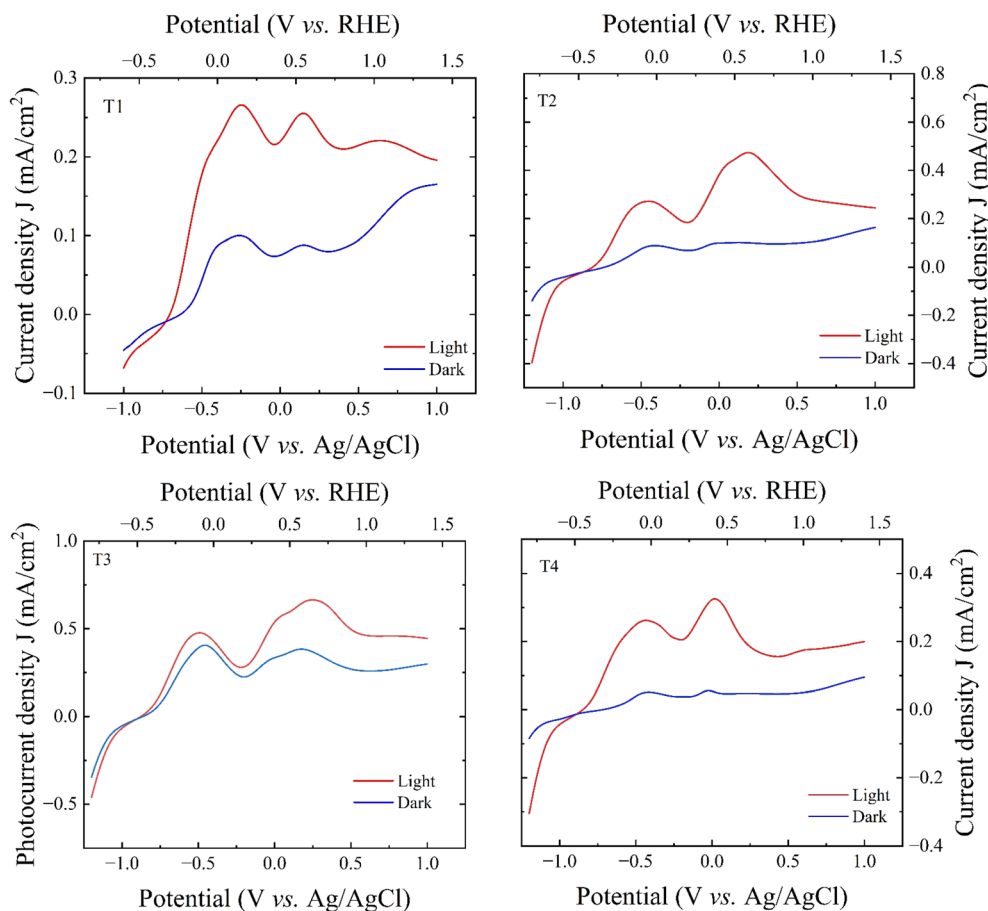 Potential (V vs. RHE)
−0.5 0.0 0.5 1.0 1.5
T1
0.3
0.2
0.1
0.0
−0.1
Current density J (mA/cm²)
Light
Dark
−1.0 −0.5 0.0 0.5 1.0
Potential (V vs. Ag/AgCl)
Potential (V vs. RHE)
−0.5 0.0 0.5 1.0 1.5
T2
0.8
0.6
0.4
0.2
0.0
−0.2
−0.4
Current density J (mA/cm²)
Light
Dark
−1.0 −0.5 0.0 0.5 1.0
Potential (V vs. Ag/AgCl)
Potential (V vs. RHE)
−0.5 0.0 0.5 1.0 1.5
T3
1.0
0.5
0.0
−0.5
Photocurrent density J (mA/cm²)
Light
Dark
−1.0 −0.5 0.0 0.5 1.0
Potential (V vs. Ag/AgCl)
Potential (V vs. RHE)
−0.5 0.0 0.5 1.0 1.5
T4
0.4
0.2
0.0
−0.2
−0.4
Current density J (mA/cm²)
Light
Dark
−1.0 −0.5 0.0 0.5 1.0
Potential (V vs. Ag/AgCl)